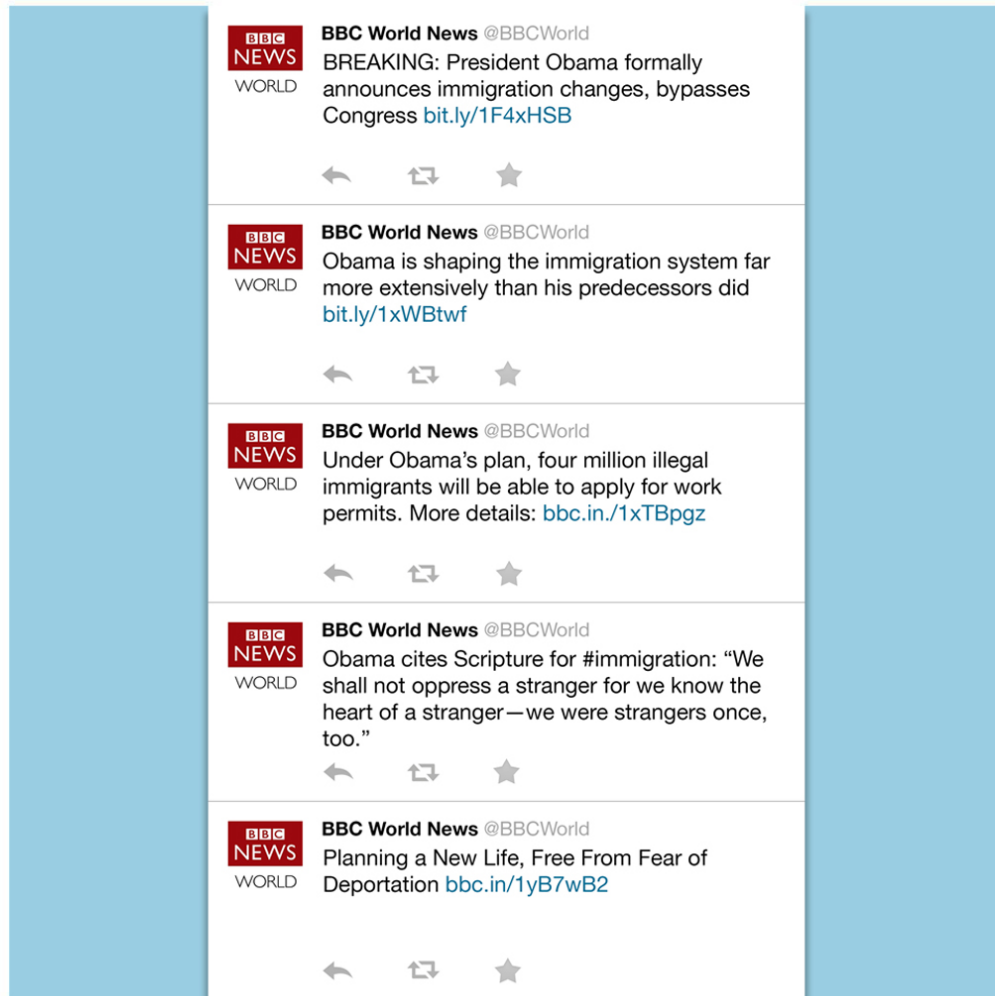 BBC
NEWS
WORLD
BBC World News @BBCWorld
BREAKING: President Obama formally
announces immigration changes, bypasses
Congress bit.ly/1F4xHSB
BBC
NEWS
WORLD
BBC World News @BBCWorld
Obama is shaping the immigration system far
more extensively than his predecessors did
bit.ly/1xWBtwf
BBC
NEWS
WORLD
BBC World News @BBCWorld
Under Obama’s plan, four million illegal
immigrants will be able to apply for work
permits. More details: bbc.in./1xTBpgz
BBC
NEWS
WORLD
BBC World News @BBCWorld
Obama cites Scripture for #immigration: “We
shall not oppress a stranger for we know the
heart of a stranger—we were strangers once,
too.”
BBC
NEWS
WORLD
BBC World News @BBCWorld
Planning a New Life, Free From Fear of
Deportation bbc.in/1yB7wB2